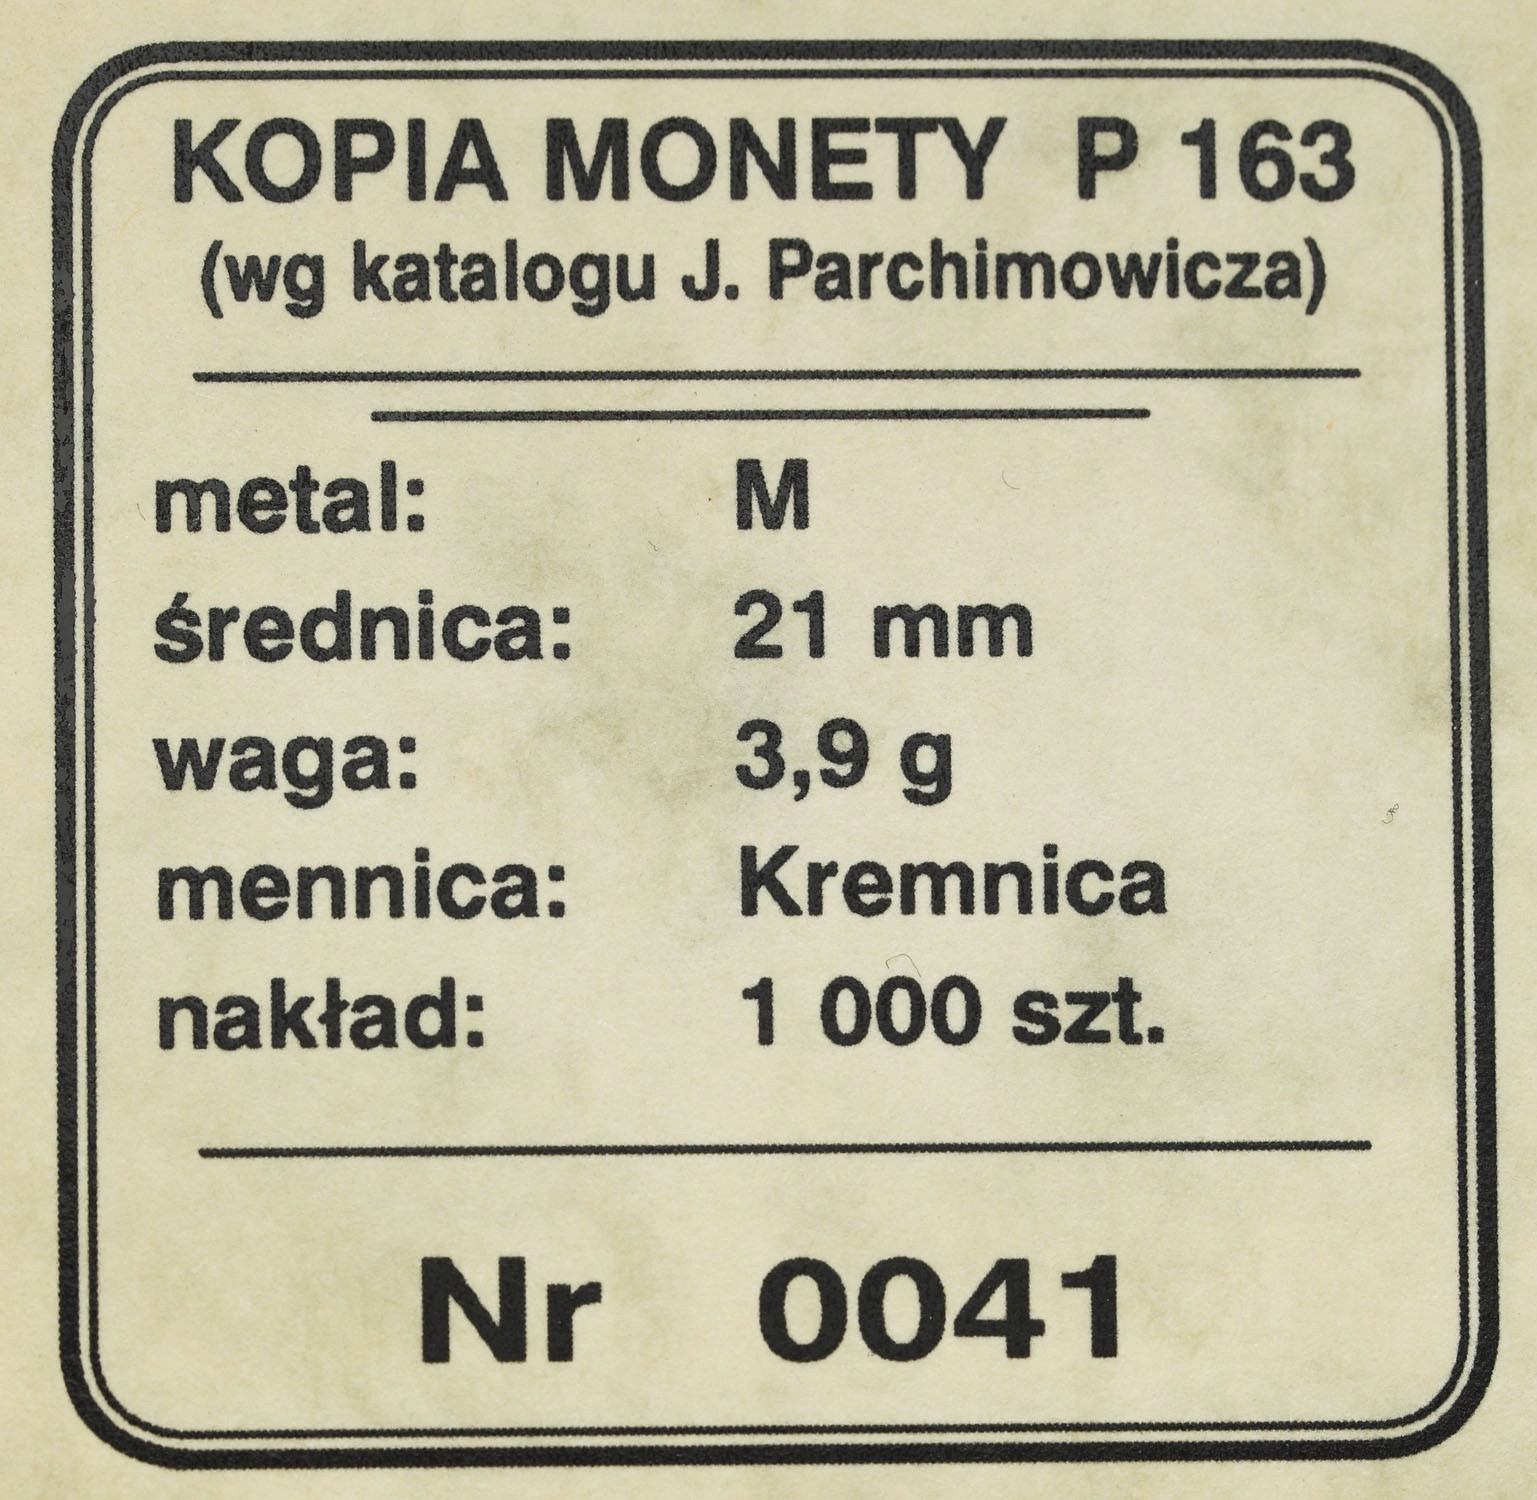 KOPIA MONETY P 163
(wg katalogu J. Parchimowicza)
metal: M
średnica: 21 mm
waga: 3,9 g
mennica: Kremnica
nakład: 1 000 szt.
Nr 0041